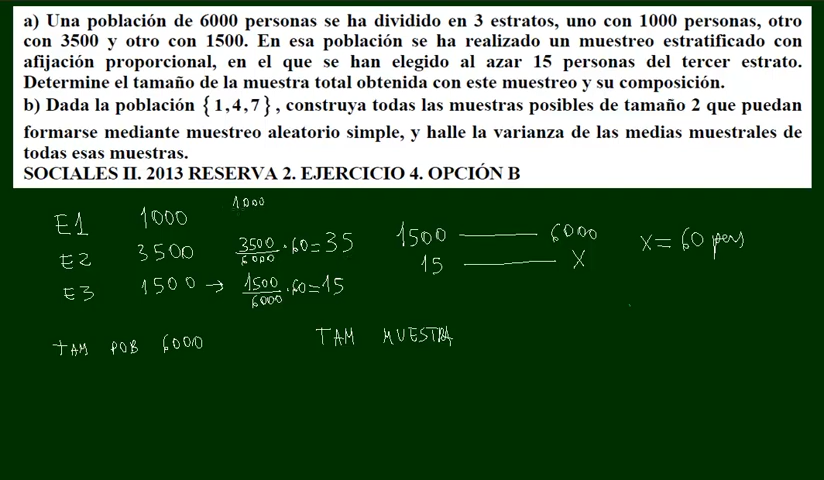 a) Una población de 6000 personas se ha dividido en 3 estratos, uno con 1000 personas, otro
con 3500 y otro con 1500. En esa población se ha realizado un muestreo estratificado con
afijación proporcional, en el que se han elegido al azar 15 personas del tercer estrato.
Determine el tamaño de la muestra total obtenida con este muestreo y su composición.
b) Dada la población {1,4,7}, construya todas las muestras posibles de tamaño 2 que puedan
formarse mediante muestreo aleatorio simple, y halle la varianza de las medias muestrales de
todas esas muestras.
SOCIALES II. 2013 RESERVA 2. EJERCICIO 4. OPCIÓN B
E1 1000 1000
E2 3500 3500/6000 · 60 = 35
E3 1500 → 1500/6000 · 60 = 15
1500 —— 6000
15 —— X
X = 60 pers
TAM POB 6000 TAM MUESTRA